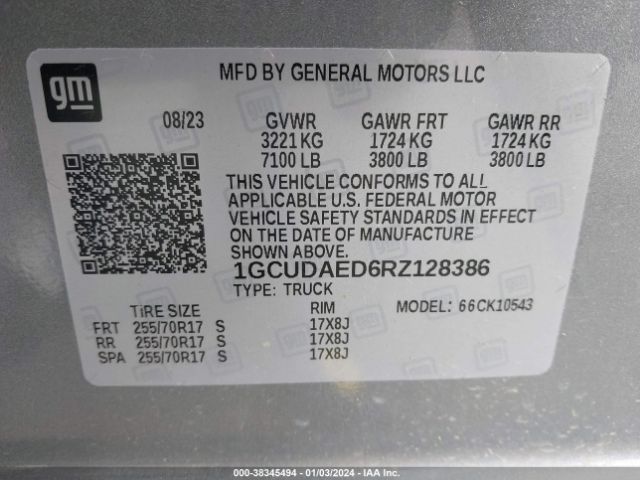 gm
MFD BY GENERAL MOTORS LLC
08/23 GVWR GAWR FRT GAWR RR
3221 KG 1724 KG 1724 KG
7100 LB 3800 LB 3800 LB
THIS VEHICLE CONFORMS TO ALL
APPLICABLE U.S. FEDERAL MOTOR
VEHICLE SAFETY STANDARDS IN EFFECT
ON THE DATE OF MANUFACTURE
SHOWN ABOVE.
1GCUDAED6RZ128386
TYPE: TRUCK
TIRE SIZE RIM MODEL: 66CK10543
FRT 255/70R17 S 17X8J
RR 255/70R17 S 17X8J
SPA 255/70R17 S 17X8J
000-38345494 - 01/03/2024 - IAA Inc.